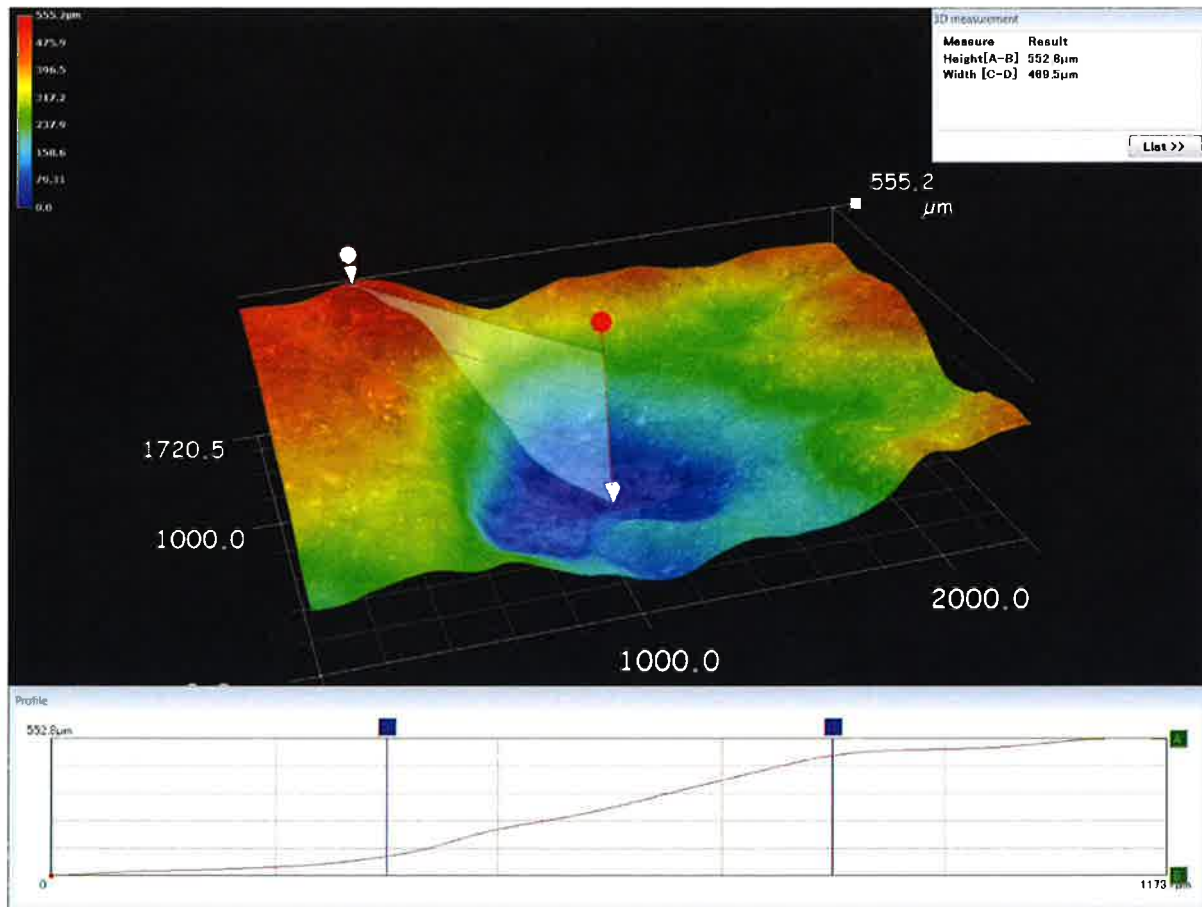 555.2µm
475.9
396.5
317.2
237.9
158.6
79.31
0.0
3D measurement
Measure Result
Height[A-B] 552.8µm
Width [C-D] 469.5µm
List >>
555.2
µm
1720.5
1000.0
2000.0
1000.0
Profile
552.8µm
A
0
1173